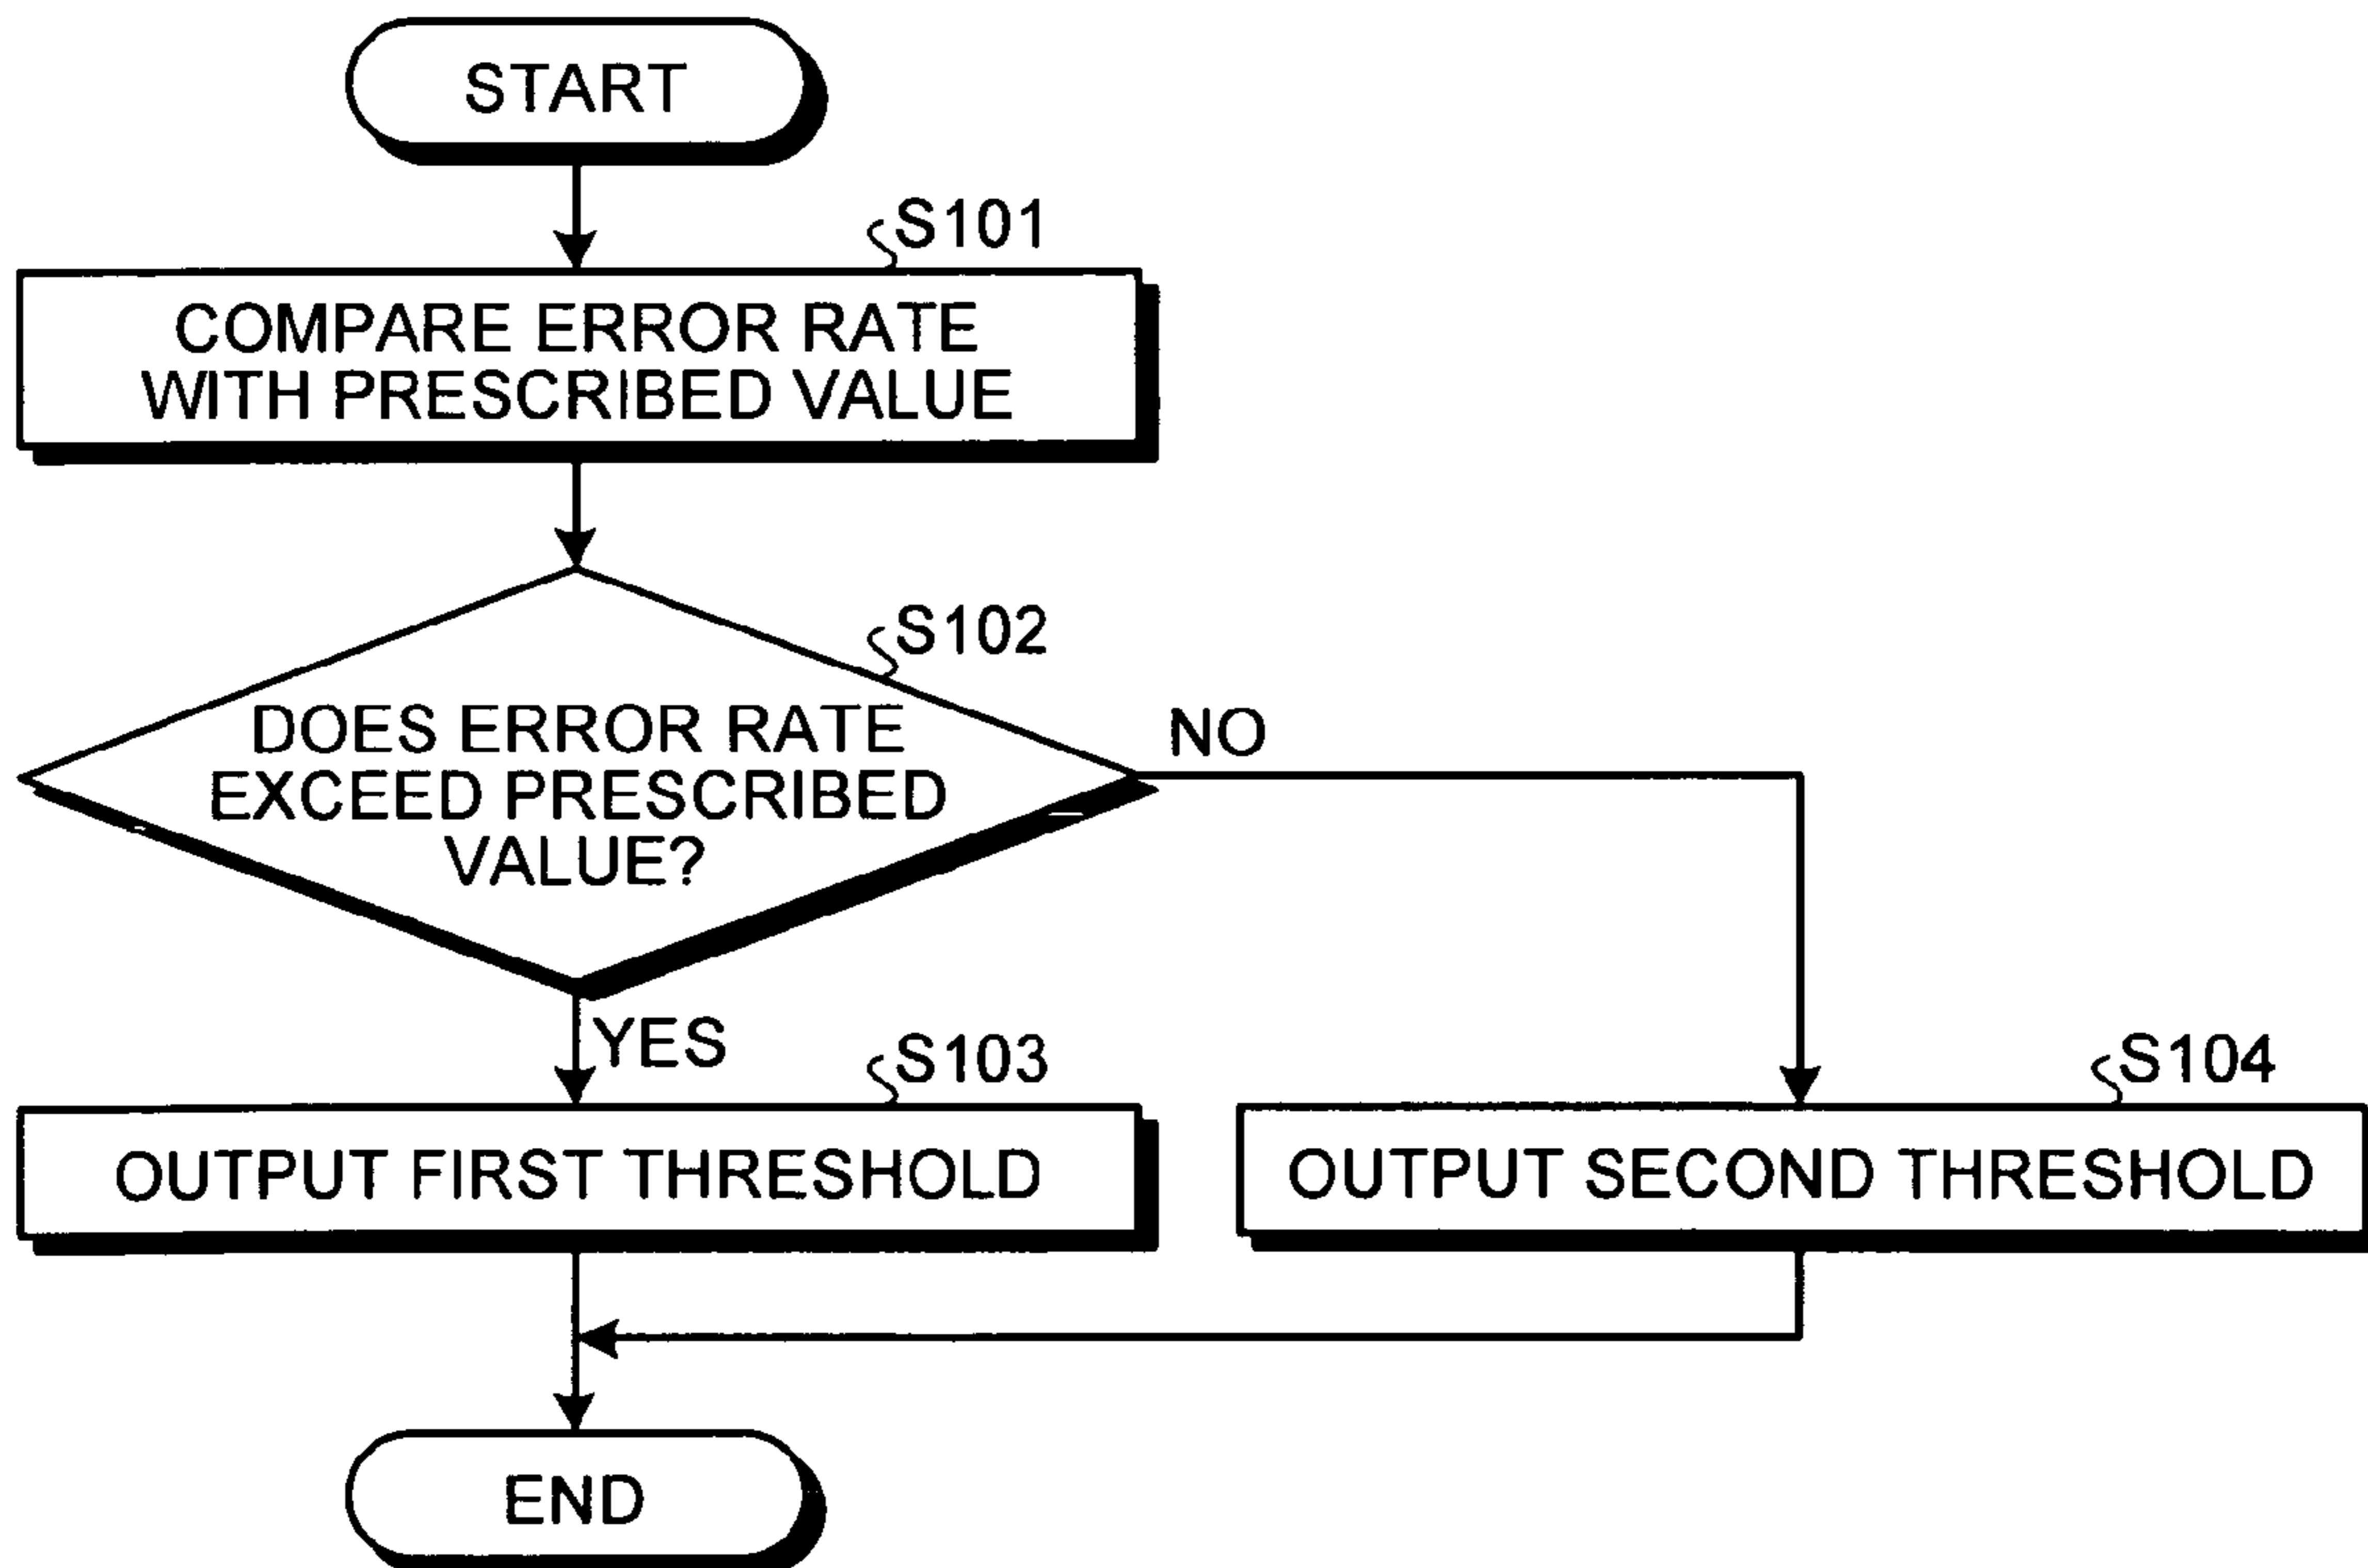 START
S101
COMPARE ERROR RATE
WITH PRESCRIBED VALUE
S102
DOES ERROR RATE
EXCEED PRESCRIBED
VALUE?
NO
YES
S103
OUTPUT FIRST THRESHOLD
S104
OUTPUT SECOND THRESHOLD
END